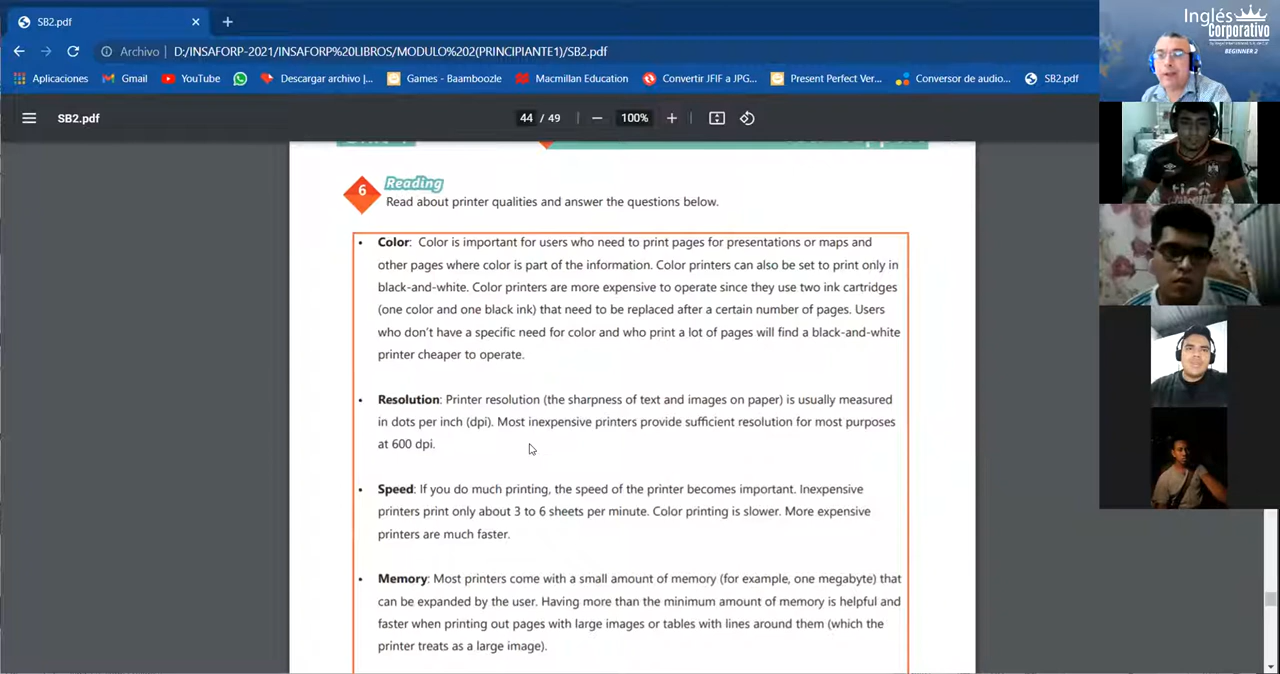 SB2.pdf
Archivo
D:/INSAFORP-2021/INSAFORP%20LIBROS/MODULO%202(PRINCIPIANTE1)/SB2.pdf
Aplicaciones
Gmail
YouTube
Descargar archivo |...
Games - Baamboozle
Macmillan Education
Convertir JFIF a JPG...
Present Perfect Ver...
Conversor de audio...
SB2.pdf
SB2.pdf
44 / 49
100%
Inglés
Corporativo
BEGINNER 2
6
Reading
Read about printer qualities and answer the questions below.
• Color: Color is important for users who need to print pages for presentations or maps and
other pages where color is part of the information. Color printers can also be set to print only in
black-and-white. Color printers are more expensive to operate since they use two ink cartridges
(one color and one black ink) that need to be replaced after a certain number of pages. Users
who don't have a specific need for color and who print a lot of pages will find a black-and-white
printer cheaper to operate.
• Resolution: Printer resolution (the sharpness of text and images on paper) is usually measured
in dots per inch (dpi). Most inexpensive printers provide sufficient resolution for most purposes
at 600 dpi.
• Speed: If you do much printing, the speed of the printer becomes important. Inexpensive
printers print only about 3 to 6 sheets per minute. Color printing is slower. More expensive
printers are much faster.
• Memory: Most printers come with a small amount of memory (for example, one megabyte) that
can be expanded by the user. Having more than the minimum amount of memory is helpful and
faster when printing out pages with large images or tables with lines around them (which the
printer treats as a large image).
tigo